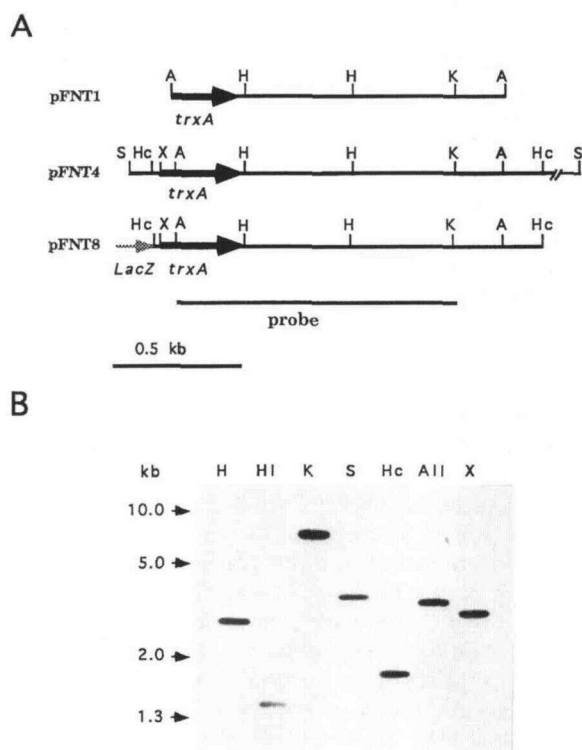 A
A H H K A
pFNT1
trxA
S Hc X A H H K A Hc S
pFNT4
trxA
Hc X A H H K A Hc
pFNT8
LacZ trxA
probe
0.5 kb
B
kb H HI K S Hc AII X
10.0
5.0
2.0
1.3